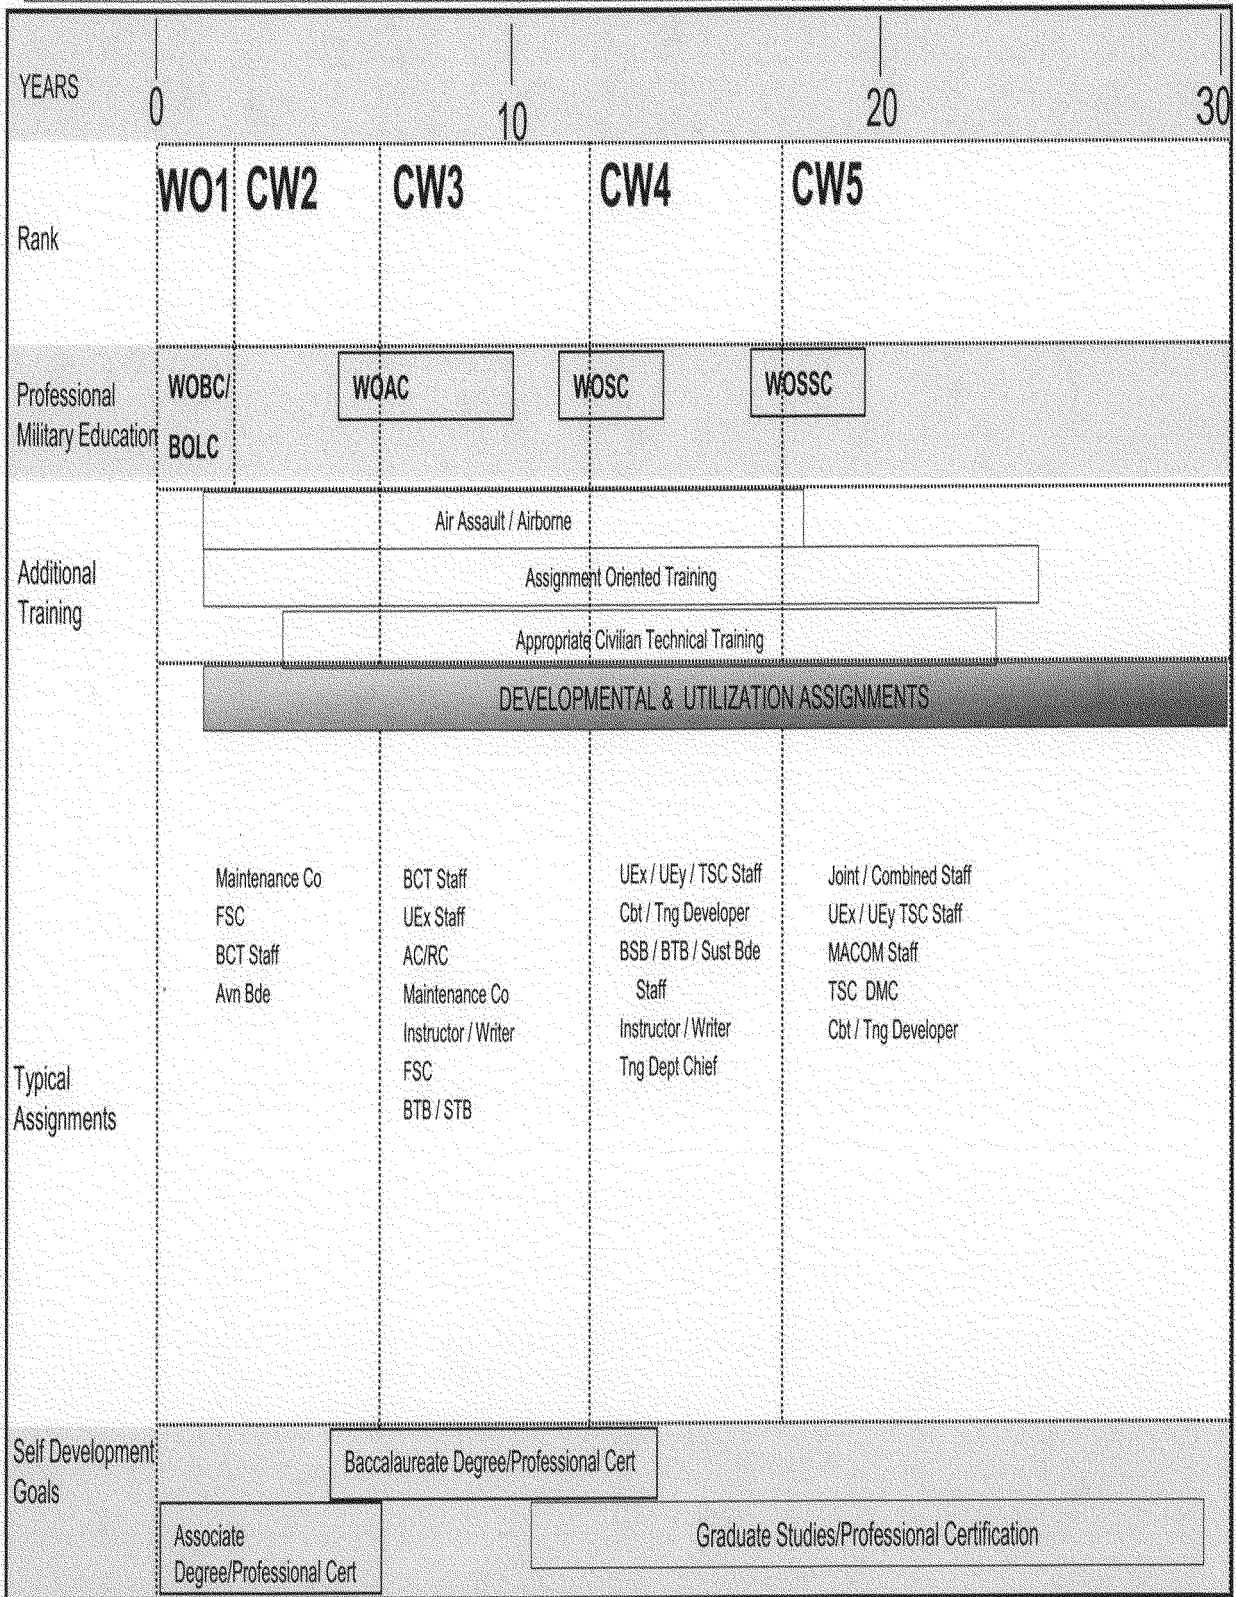 YEARS
0
10
20
30
Rank
WO1
CW2
CW3
CW4
CW5
Professional
Military Education
WOBC/
BOLC
WOAC
WOSC
WOSSC
Additional
Training
Air Assault / Airborne
Assignment Oriented Training
Appropriate Civilian Technical Training
DEVELOPMENTAL & UTILIZATION ASSIGNMENTS
Typical
Assignments
Maintenance Co
FSC
BCT Staff
Avn Bde
BCT Staff
UEx Staff
AC/RC
Maintenance Co
Instructor / Writer
FSC
BTB / STB
UEx / UEy / TSC Staff
Cbt / Tng Developer
BSB / BTB / Sust Bde
Staff
Instructor / Writer
Tng Dept Chief
Joint / Combined Staff
UEx / UEy TSC Staff
MACOM Staff
TSC DMC
Cbt / Tng Developer
Self Development
Goals
Baccalaureate Degree/Professional Cert
Associate
Degree/Professional Cert
Graduate Studies/Professional Certification